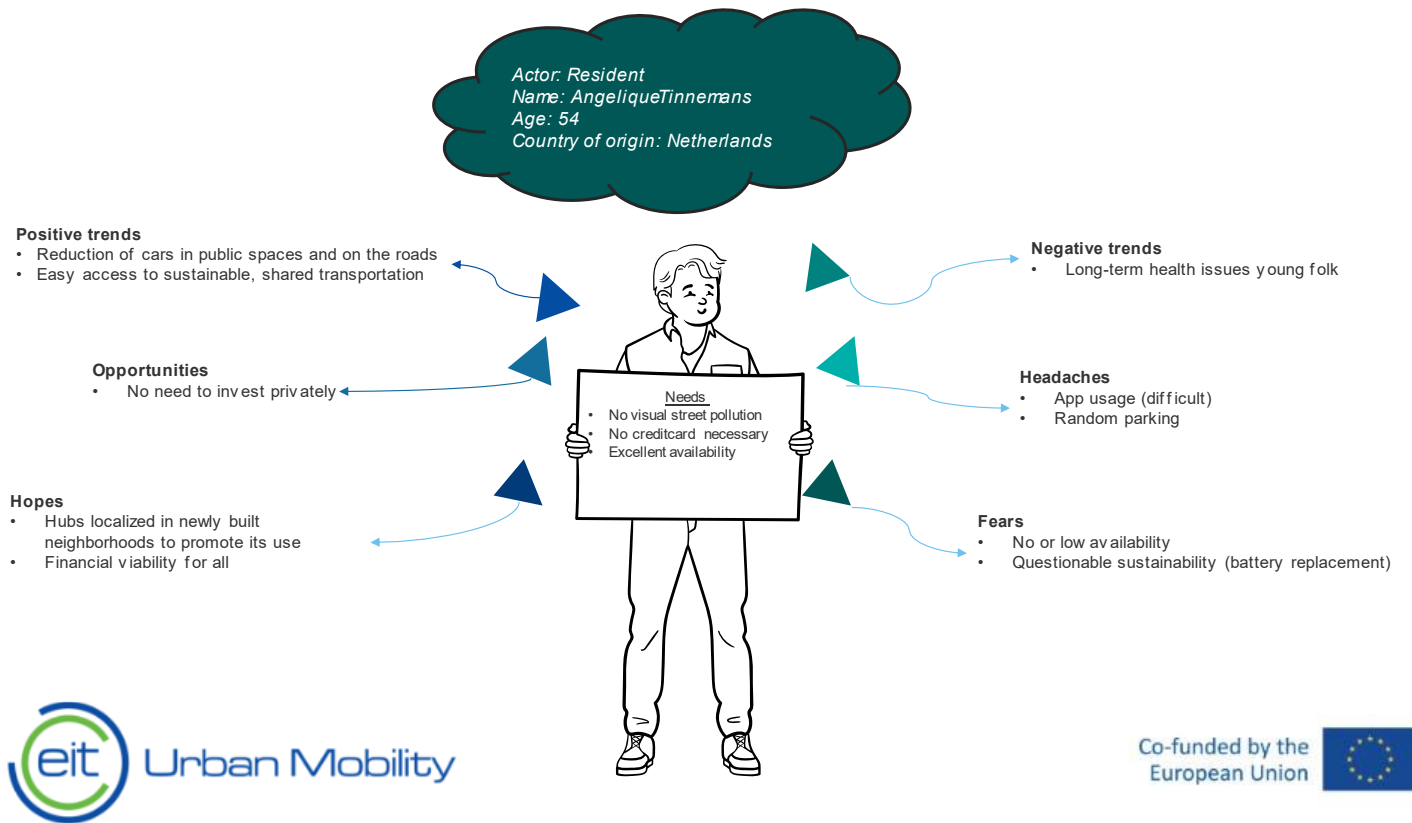 Actor: Resident
Name: AngeliqueTinnemans
Age: 54
Country of origin: Netherlands
Positive trends
• Reduction of cars in public spaces and on the roads
• Easy access to sustainable, shared transportation
Negative trends
• Long-term health issues young folk
Opportunities
• No need to invest privately
Headaches
• App usage (difficult)
• Random parking
Needs
• No visual street pollution
• No creditcard necessary
• Excellent availability
Hopes
• Hubs localized in newly built
neighborhoods to promote its use
• Financial viability for all
Fears
• No or low availability
• Questionable sustainability (battery replacement)
eit Urban Mobility
Co-funded by the
European Union